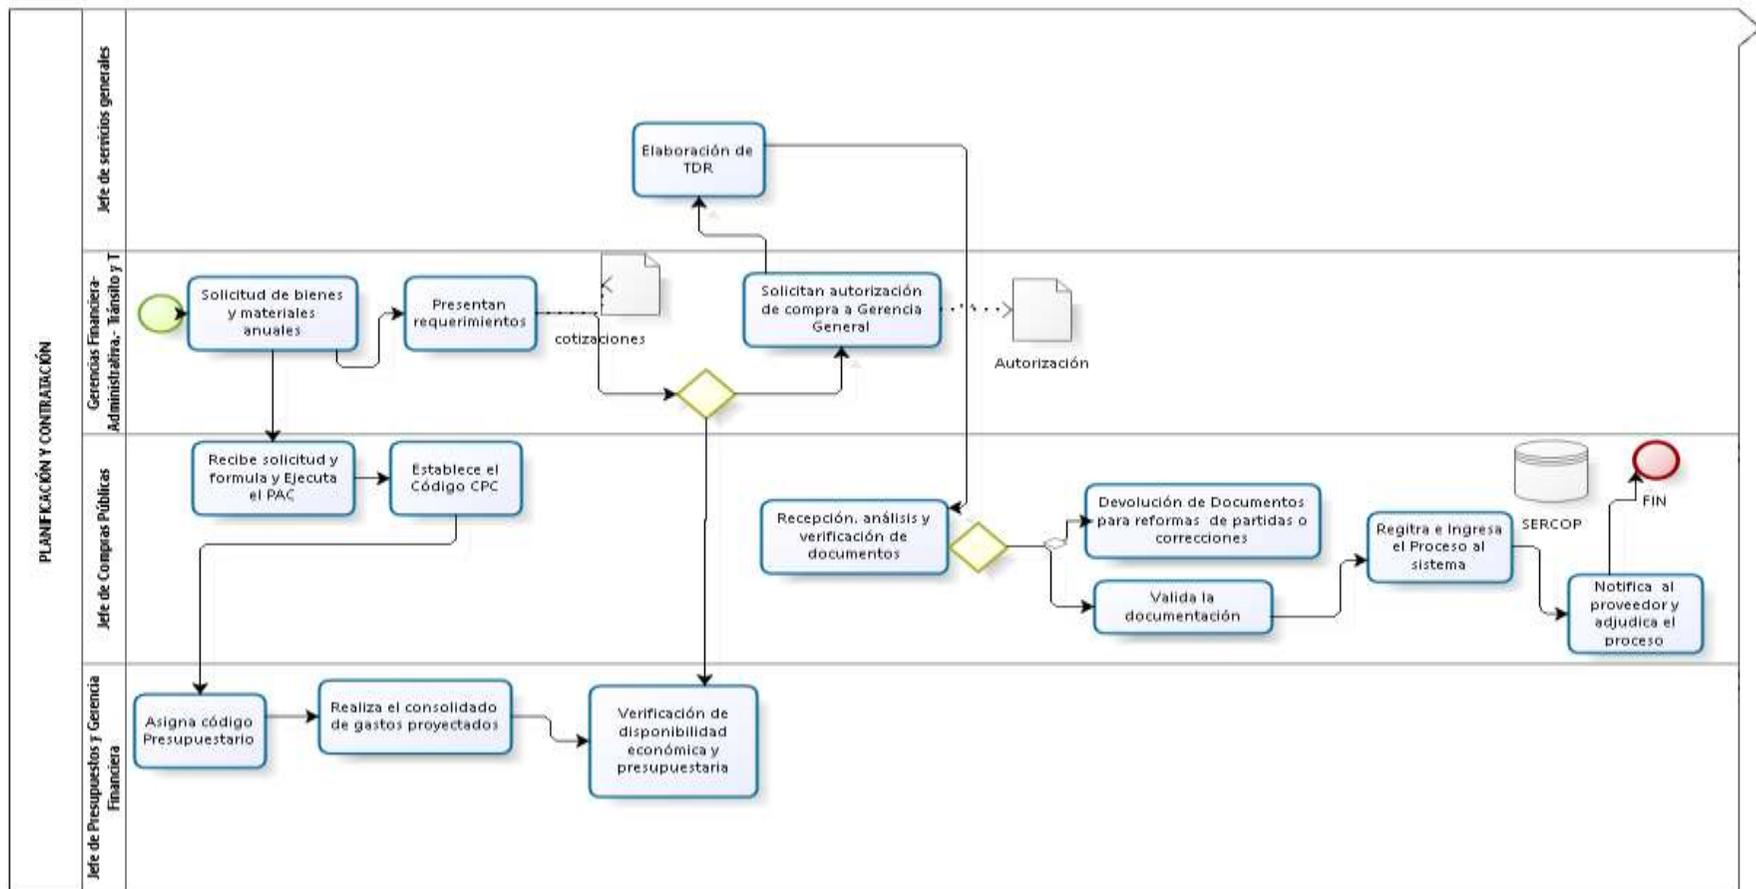 PLANIFICACIÓN Y CONTRATACIÓN
Jefe de servicios generales
Elaboración de
TDR
Gerencias Financiera-
Administrativa.- Tránsito y T
Solicitud de bienes
y materiales
anuales
Presentan
requerimientos
cotizaciones
Solicitan autorización
de compra a Gerencia
General
Autorización
Jefe de Compras Públicas
Recibe solicitud y
formula y Ejecuta
el PAC
Establece el
Código CPC
Recepción, análisis y
verificación de
documentos
Devolución de Documentos
para reformas de partidas o
correcciones
Valida la
documentación
Regitra e Ingresa
el Proceso al
sistema
SERCOP
Notifica al
proveedor y
adjudica el
proceso
FIN
Jefe de Presupuestos y Gerencia
Financiera
Asigna código
Presupuestario
Realiza el consolidado
de gastos proyectados
Verificación de
disponibilidad
económica y
presupuestaria